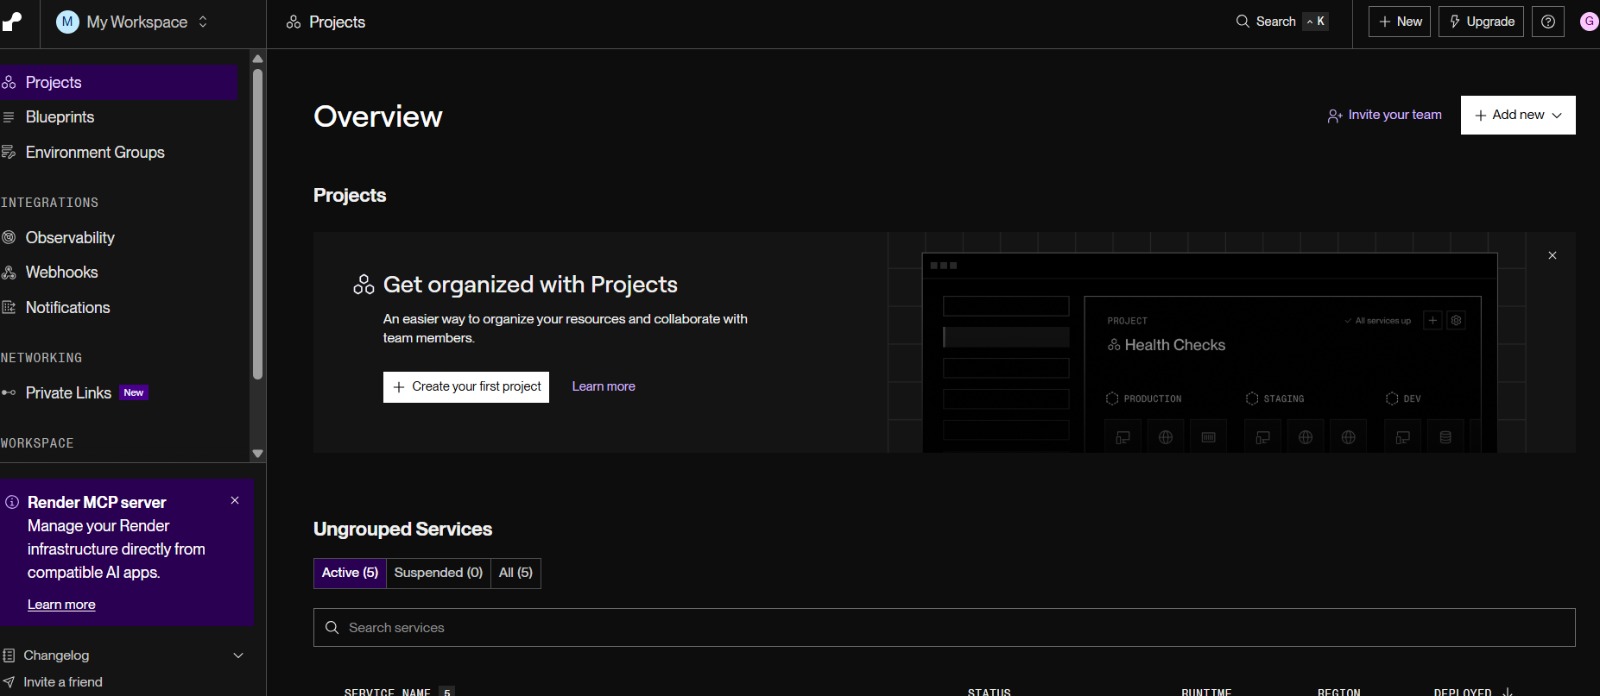 M My Workspace
Projects
Search ^ K
+ New
Upgrade
G
Projects
Blueprints
Environment Groups
INTEGRATIONS
Observability
Webhooks
Notifications
NETWORKING
Private Links New
WORKSPACE
Render MCP server
Manage your Render
infrastructure directly from
compatible AI apps.
Learn more
Changelog
Invite a friend
Overview
Invite your team
+ Add new
Projects
Get organized with Projects
An easier way to organize your resources and collaborate with
team members.
+ Create your first project
Learn more
PROJECT
All services up
Health Checks
PRODUCTION
STAGING
DEV
Ungrouped Services
Active (5)
Suspended (0)
All (5)
Search services
SERVICE NAME 5
STATUS
RUNTIME
REGION
DEPLOYED ↓